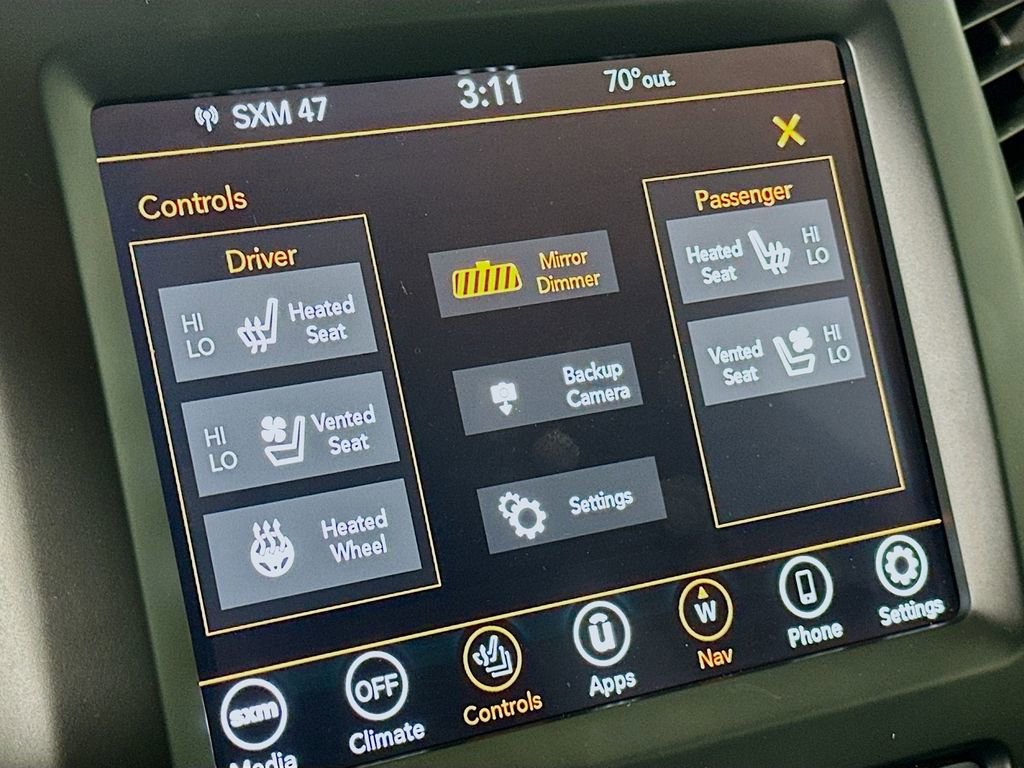 SXM 47
3:11
70° out.
Controls
Driver
HI
LO
Heated
Seat
HI
LO
Vented
Seat
Heated
Wheel
Mirror
Dimmer
Backup
Camera
Settings
Passenger
Heated
Seat
HI
LO
Vented
Seat
HI
LO
sxm
Media
OFF
Climate
Controls
U
Apps
W
Nav
Phone
Settings